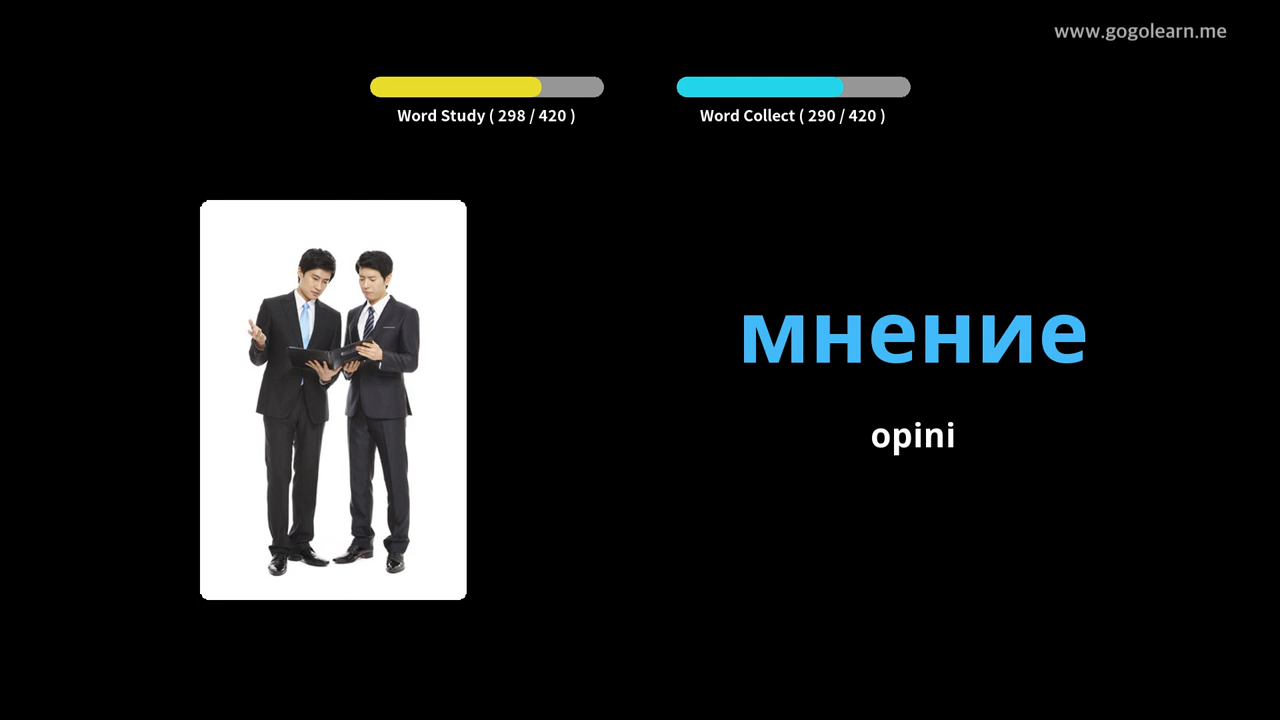 www.gogolearn.me
Word Study ( 298 / 420 )
Word Collect ( 290 / 420 )
мнение
opini